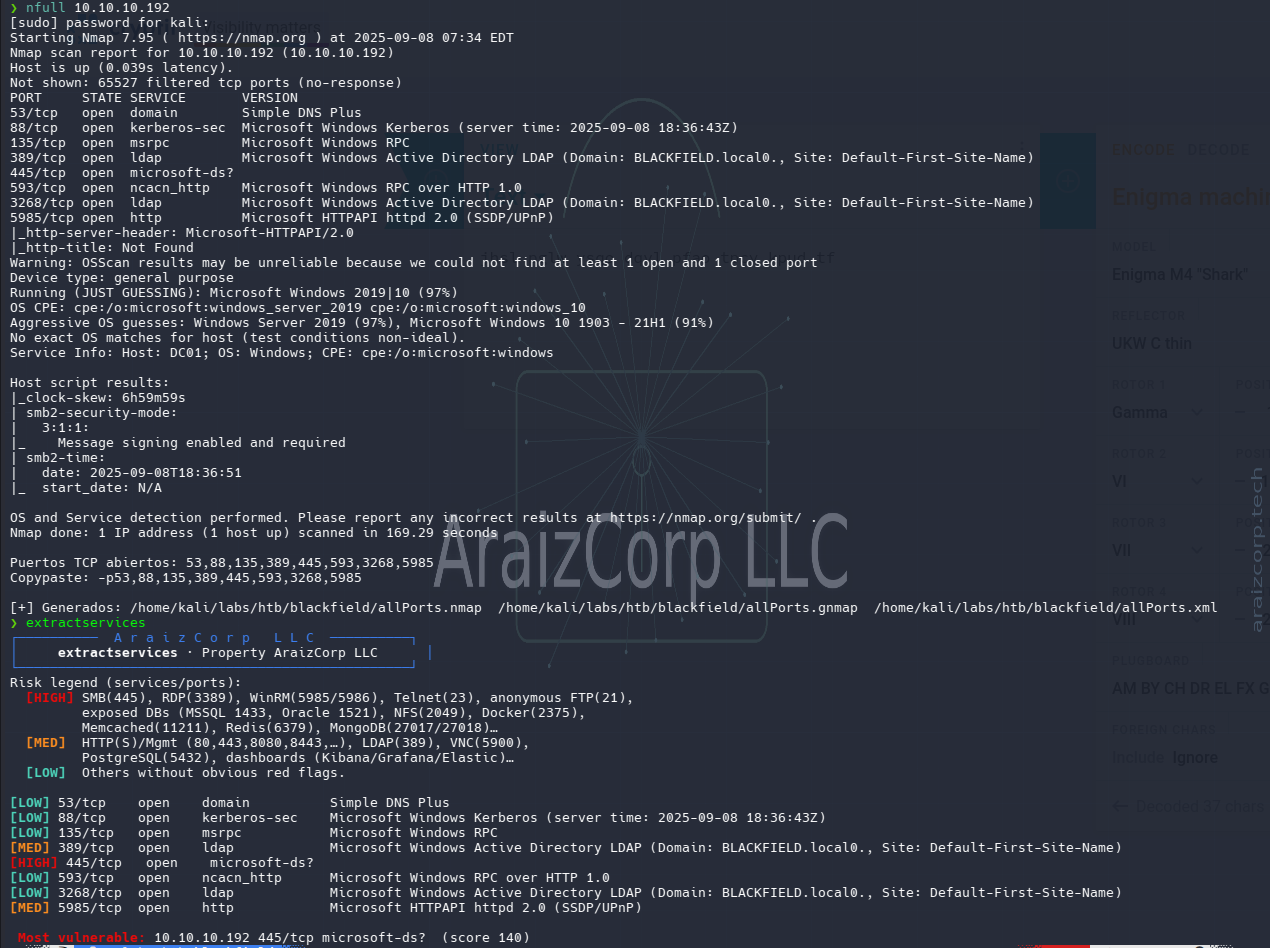 ❯ nfull 10.10.10.192
[sudo] password for kali:
Starting Nmap 7.95 ( https://nmap.org ) at 2025-09-08 07:34 EDT
Nmap scan report for 10.10.10.192 (10.10.10.192)
Host is up (0.039s latency).
Not shown: 65527 filtered tcp ports (no-response)
PORT     STATE SERVICE       VERSION
53/tcp   open  domain        Simple DNS Plus
88/tcp   open  kerberos-sec  Microsoft Windows Kerberos (server time: 2025-09-08 18:36:43Z)
135/tcp  open  msrpc         Microsoft Windows RPC
389/tcp  open  ldap          Microsoft Windows Active Directory LDAP (Domain: BLACKFIELD.local0., Site: Default-First-Site-Name)
445/tcp  open  microsoft-ds?
593/tcp  open  ncacn_http    Microsoft Windows RPC over HTTP 1.0
3268/tcp open  ldap          Microsoft Windows Active Directory LDAP (Domain: BLACKFIELD.local0., Site: Default-First-Site-Name)
5985/tcp open  http          Microsoft HTTPAPI httpd 2.0 (SSDP/UPnP)
|_http-server-header: Microsoft-HTTPAPI/2.0
|_http-title: Not Found
Warning: OSScan results may be unreliable because we could not find at least 1 open and 1 closed port
Device type: general purpose
Running (JUST GUESSING): Microsoft Windows 2019|10 (97%)
OS CPE: cpe:/o:microsoft:windows_server_2019 cpe:/o:microsoft:windows_10
Aggressive OS guesses: Windows Server 2019 (97%), Microsoft Windows 10 1903 - 21H1 (91%)
No exact OS matches for host (test conditions non-ideal).
Service Info: Host: DC01; OS: Windows; CPE: cpe:/o:microsoft:windows
Host script results:
|_clock-skew: 6h59m59s
| smb2-security-mode:
|   3:1:1:
|_    Message signing enabled and required
| smb2-time:
|   date: 2025-09-08T18:36:51
|_  start_date: N/A
OS and Service detection performed. Please report any incorrect results at https://nmap.org/submit/ .
Nmap done: 1 IP address (1 host up) scanned in 169.29 seconds
Puertos TCP abiertos: 53,88,135,389,445,593,3268,5985
Copypaste: -p53,88,135,389,445,593,3268,5985
[+] Generados: /home/kali/labs/htb/blackfield/allPorts.nmap  /home/kali/labs/htb/blackfield/allPorts.gnmap  /home/kali/labs/htb/blackfield/allPorts.xml
❯ extractservices
A r a i z C o r p   L L C
extractservices · Property AraizCorp LLC
Risk legend (services/ports):
[HIGH] SMB(445), RDP(3389), WinRM(5985/5986), Telnet(23), anonymous FTP(21),
exposed DBs (MSSQL 1433, Oracle 1521), NFS(2049), Docker(2375),
Memcached(11211), Redis(6379), MongoDB(27017/27018)…
[MED]  HTTP(S)/Mgmt (80,443,8080,8443,…), LDAP(389), VNC(5900),
PostgreSQL(5432), dashboards (Kibana/Grafana/Elastic)…
[LOW]  Others without obvious red flags.
[LOW] 53/tcp    open    domain          Simple DNS Plus
[LOW] 88/tcp    open    kerberos-sec    Microsoft Windows Kerberos (server time: 2025-09-08 18:36:43Z)
[LOW] 135/tcp   open    msrpc           Microsoft Windows RPC
[MED] 389/tcp   open    ldap            Microsoft Windows Active Directory LDAP (Domain: BLACKFIELD.local0., Site: Default-First-Site-Name)
[HIGH] 445/tcp   open    microsoft-ds?
[LOW] 593/tcp   open    ncacn_http      Microsoft Windows RPC over HTTP 1.0
[LOW] 3268/tcp  open    ldap            Microsoft Windows Active Directory LDAP (Domain: BLACKFIELD.local0., Site: Default-First-Site-Name)
[MED] 5985/tcp  open    http            Microsoft HTTPAPI httpd 2.0 (SSDP/UPnP)
Most vulnerable: 10.10.10.192 445/tcp microsoft-ds?  (score 140)
AraizCorp LLC
araizcorp.tech
VIEW
ENCODE DECODE
Enigma machi
MODEL
Enigma M4 "Shark"
REFLECTOR
UKW C thin
ROTOR 1
Gamma
ROTOR 2
VI
VII
VIII
PLUGBOARD
AM BY CH DR EL FX G
FOREIGN CHARS
Include Ignore
← Decoded 37 chars